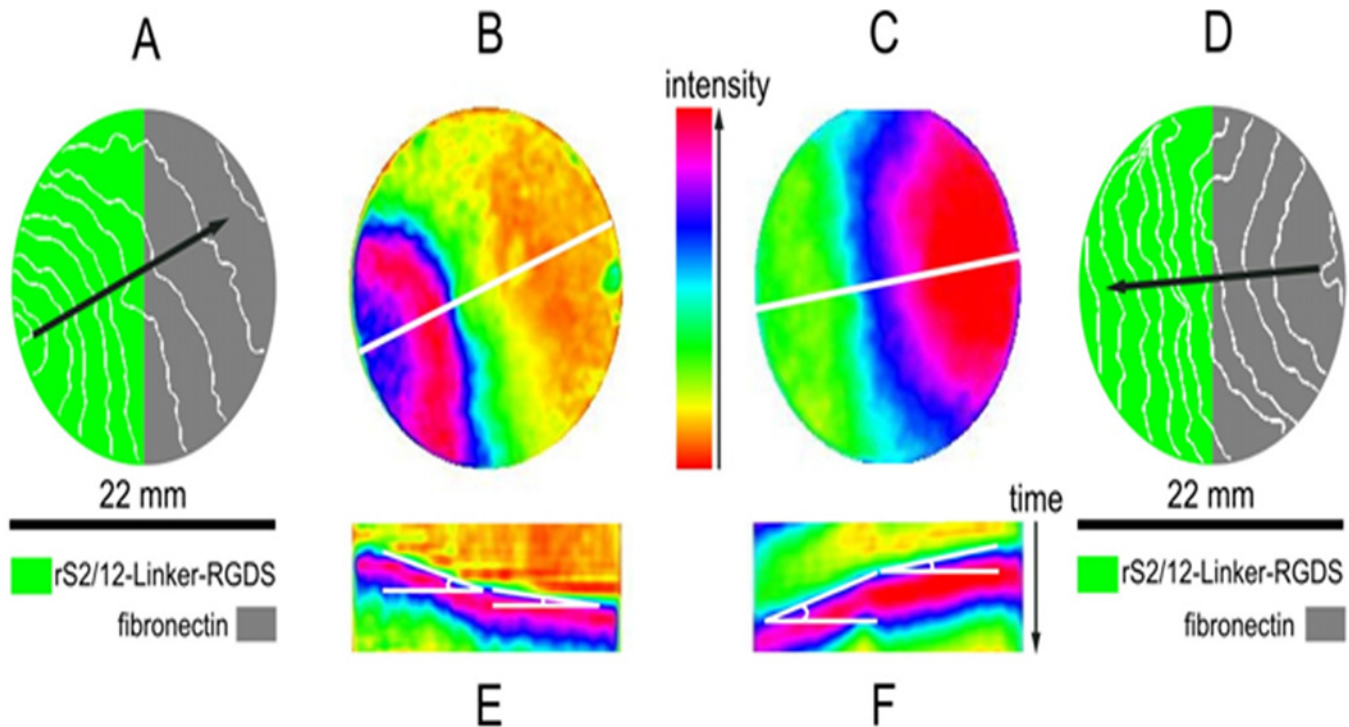 A
B
C
D
intensity
22 mm
time
22 mm
rS2/12-Linker-RGDS
fibronectin
rS2/12-Linker-RGDS
fibronectin
E
F